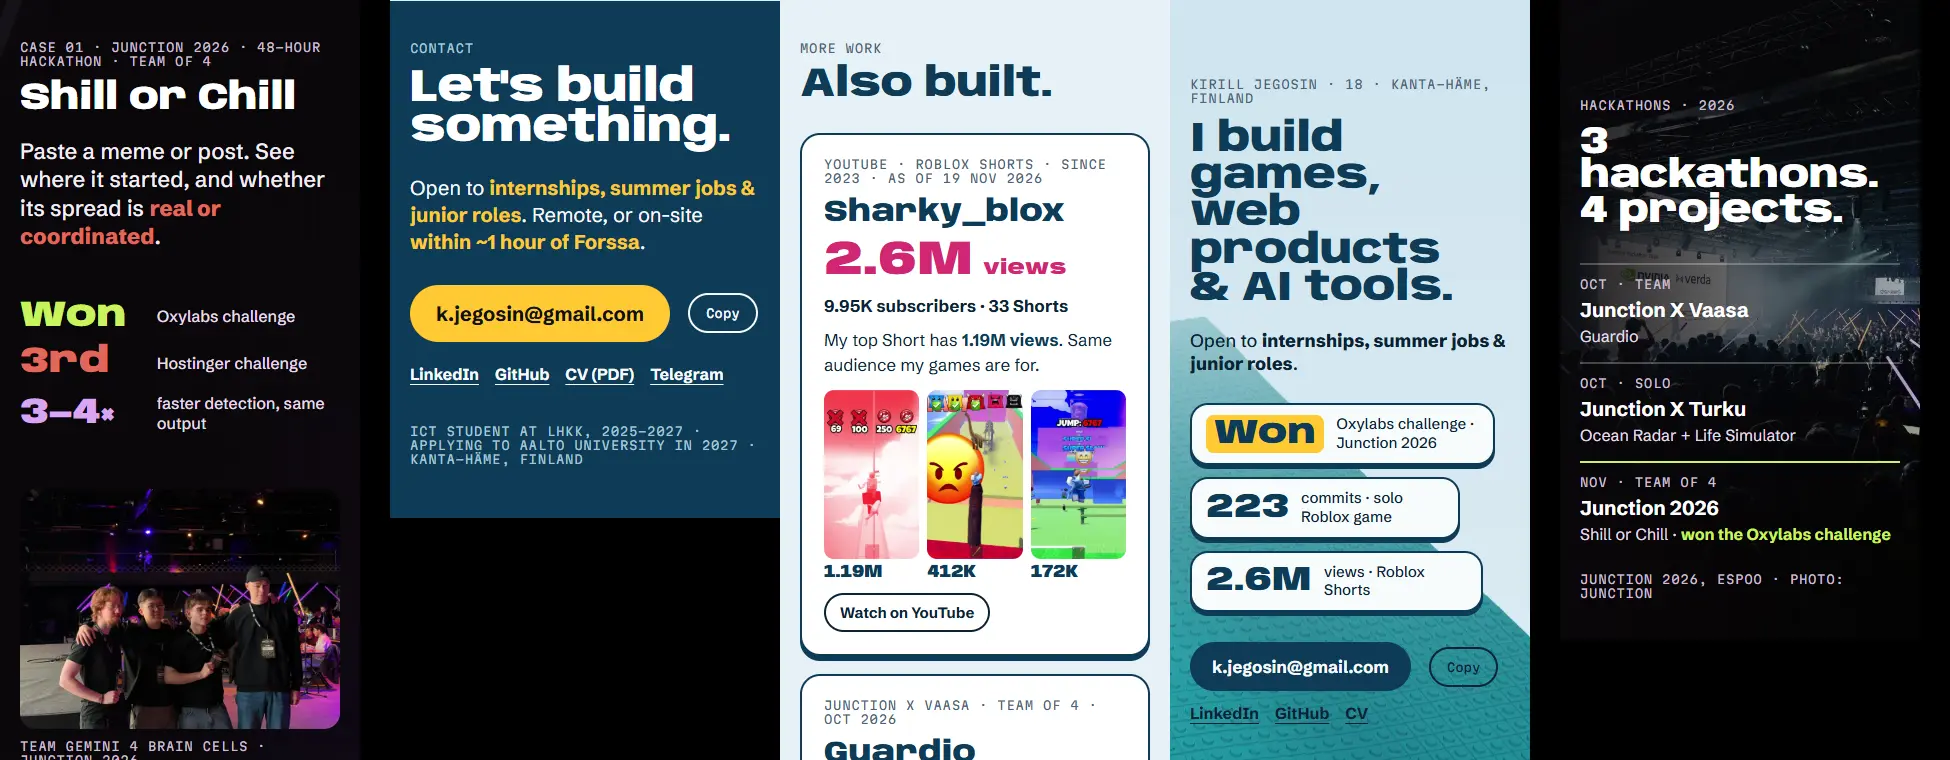 CASE 01 · JUNCTION 2026 · 48-HOUR
HACKATHON · TEAM OF 4
Shill or Chill
Paste a meme or post. See
where it started, and whether
its spread is real or
coordinated.
Won
Oxylabs challenge
3rd
Hostinger challenge
3–4×
faster detection, same
output
TEAM GEMINI 4 BRAIN CELLS ·
JUNCTION 2026
CONTACT
Let's build
something.
Open to internships, summer jobs &
junior roles. Remote, or on-site
within ~1 hour of Forssa.
k.jegosin@gmail.com
Copy
LinkedIn GitHub CV (PDF) Telegram
ICT STUDENT AT LHKK, 2025–2027 ·
APPLYING TO AALTO UNIVERSITY IN 2027 ·
KANTA-HÄME, FINLAND
MORE WORK
Also built.
YOUTUBE · ROBLOX SHORTS · SINCE
2023 · AS OF 19 NOV 2026
Sharky_blox
2.6M views
9.95K subscribers · 33 Shorts
My top Short has 1.19M views. Same
audience my games are for.
69 100 250 6767
JUMP: 6767
1.19M 412K 172K
Watch on YouTube
JUNCTION X VAASA · TEAM OF 4 ·
OCT 2026
Guardio
KIRILL JEGOSIN · 18 · KANTA-HÄME,
FINLAND
I build
games,
web
products
& AI tools.
Open to internships, summer jobs &
junior roles.
Won
Oxylabs challenge ·
Junction 2026
223
commits · solo
Roblox game
2.6M
views · Roblox
Shorts
k.jegosin@gmail.com
Copy
LinkedIn GitHub CV
HACKATHONS · 2026
3
hackathons.
4 projects.
NVIDIA verda
OCT · TEAM
Junction X Vaasa
Guardio
OCT · SOLO
Junction X Turku
Ocean Radar + Life Simulator
NOV · TEAM OF 4
Junction 2026
Shill or Chill · won the Oxylabs challenge
JUNCTION 2026, ESPOO · PHOTO:
JUNCTION